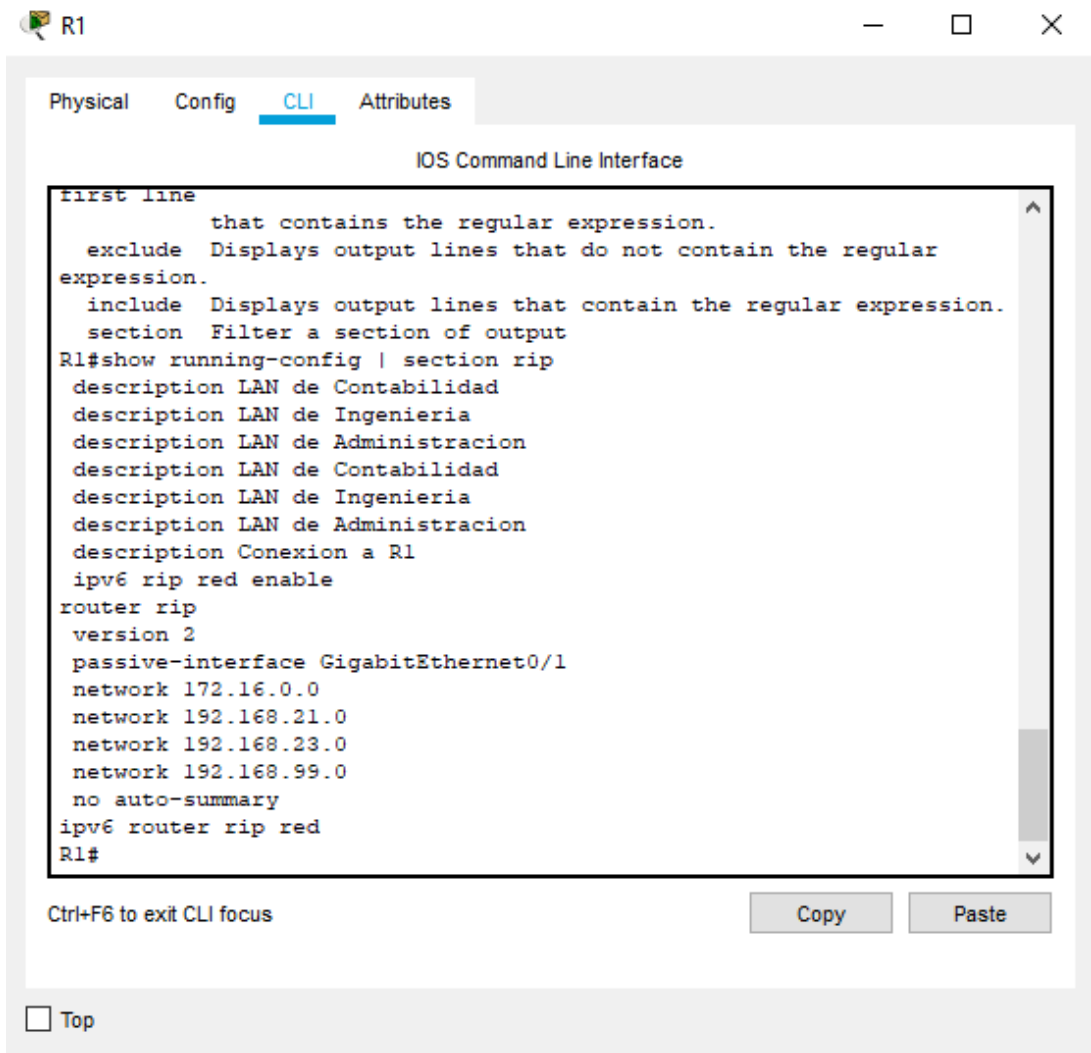 R1
Physical Config CLI Attributes
IOS Command Line Interface
first line
that contains the regular expression.
exclude Displays output lines that do not contain the regular
expression.
include Displays output lines that contain the regular expression.
section Filter a section of output
R1#show running-config | section rip
description LAN de Contabilidad
description LAN de Ingenieria
description LAN de Administracion
description LAN de Contabilidad
description LAN de Ingenieria
description LAN de Administracion
description Conexion a R1
ipv6 rip red enable
router rip
version 2
passive-interface GigabitEthernet0/1
network 172.16.0.0
network 192.168.21.0
network 192.168.23.0
network 192.168.99.0
no auto-summary
ipv6 router rip red
R1#
Ctrl+F6 to exit CLI focus
Copy Paste
Top